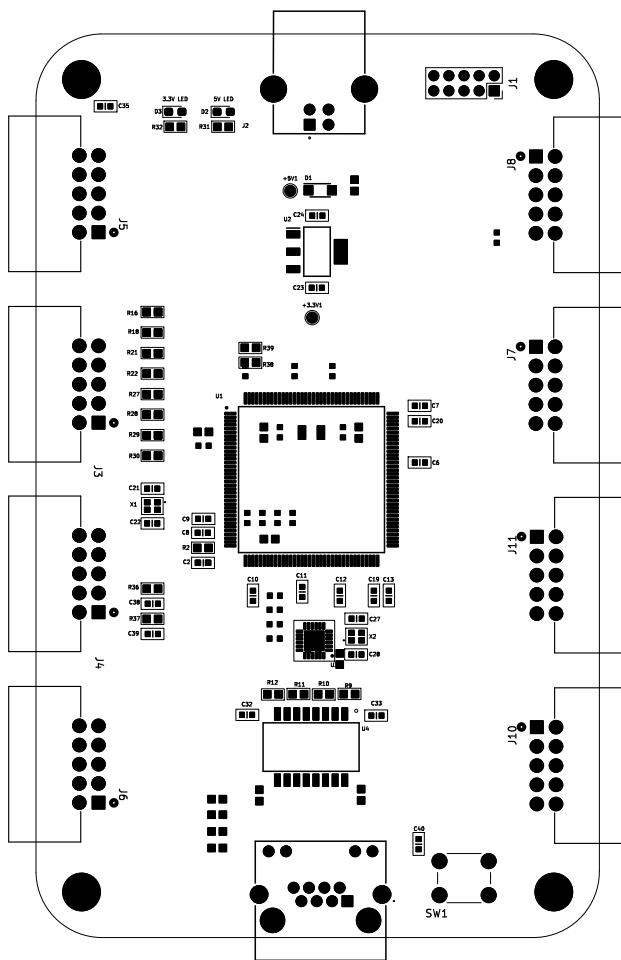 J1
3.3V LED
5V LED
C35
D3
D2
R32
R31
J2
J8
+5V1
D1
C24
U2
J5
C23
+3.3V1
R16
R18
R39
J7
R21
R38
R22
R27
U1
C7
R28
C20
R29
R30
C6
J3
C21
X1
C9
C22
C8
J11
R2
C2
R36
C10
C11
C12
C19
C13
C38
R37
C27
C39
X2
C28
J4
R12
R11
R10
R9
C32
C33
U4
J10
J6
C40
SW1